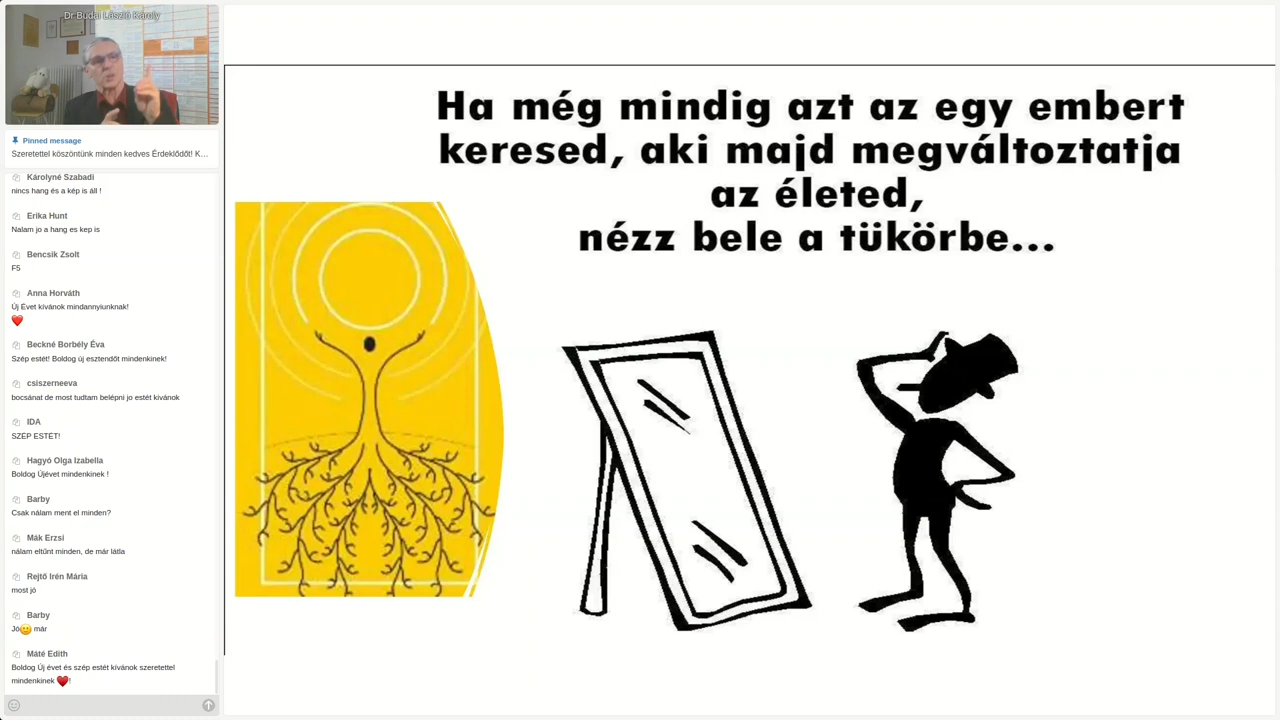 Dr Budai László Károly
Pinned message
Szeretettel köszöntünk minden kedves Érdeklődőt! K…
Károlyné Szabadi
nincs hang és a kép is áll !
Erika Hunt
Nalam jo a hang es kep is
Bencsik Zsolt
F5
Anna Horváth
Új Évet kívánok mindannyiunknak!
❤️
Beckné Borbély Éva
Szép estét! Boldog új esztendőt mindenkinek!
csiszerneeva
bocsánat de most tudtam belépni jo estét kivánok
IDA
SZÉP ESTÉT!
Hagyó Olga Izabella
Boldog Újévet mindenkinek !
Barby
Csak nálam ment el minden?
Mák Erzsi
nálam eltűnt minden, de már látla
Rejtő Irén Mária
most jó
Barby
Jó😊 már
Máté Edith
Boldog Új évet és szép estét kívánok szeretettel
mindenkinek ❤️!
Ha még mindig azt az egy embert
keresed, aki majd megváltoztatja
az életed,
nézz bele a tükörbe...